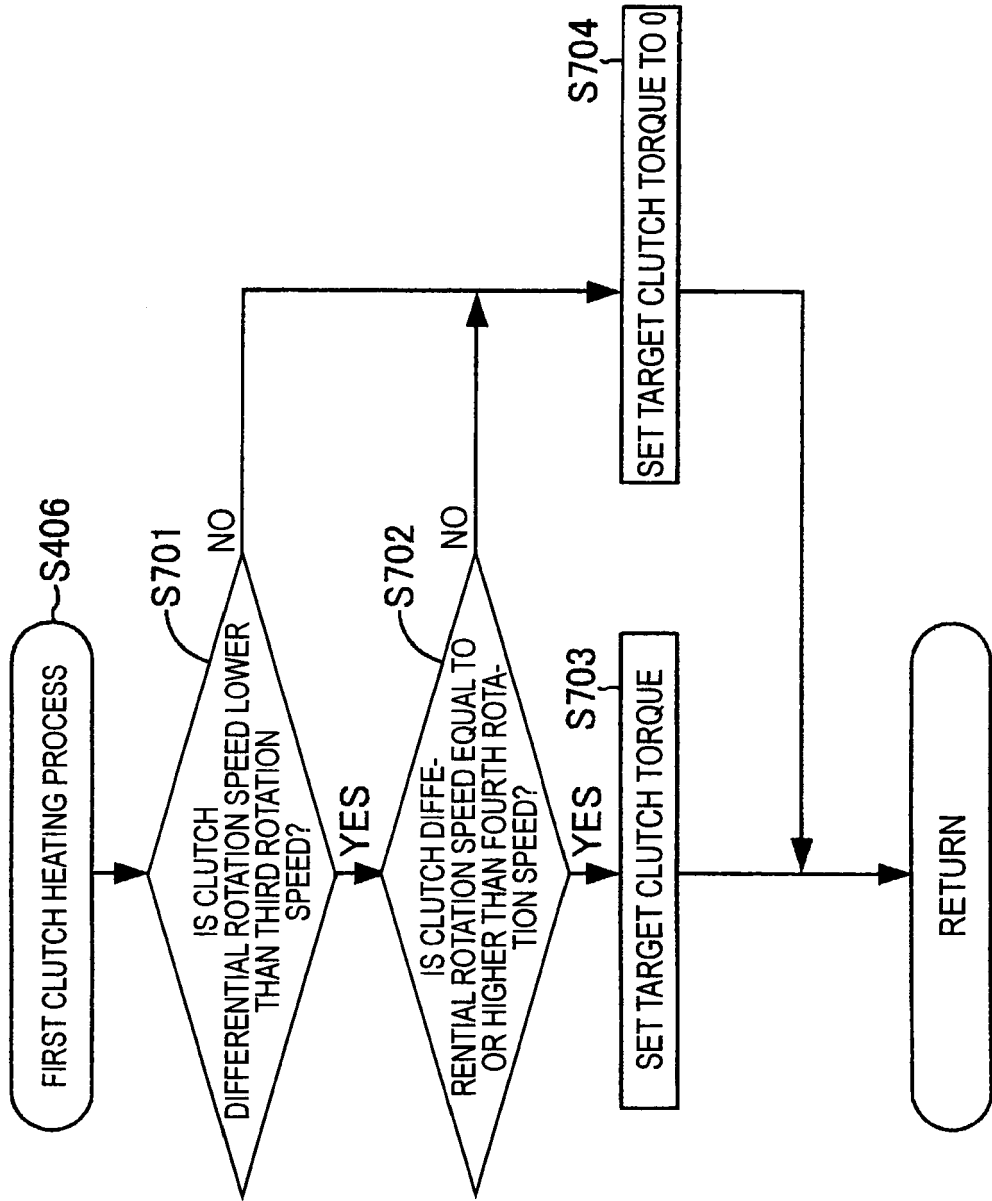 FIRST CLUTCH HEATING PROCESS
S406
S701
IS CLUTCH
DIFFERENTIAL ROTATION SPEED LOWER
THAN THIRD ROTATION
SPEED?
NO
YES
S702
IS CLUTCH DIFFE-
RENTIAL ROTATION SPEED EQUAL TO
OR HIGHER THAN FOURTH ROTA-
TION SPEED?
NO
YES
S703
SET TARGET CLUTCH TORQUE
S704
SET TARGET CLUTCH TORQUE TO 0
RETURN